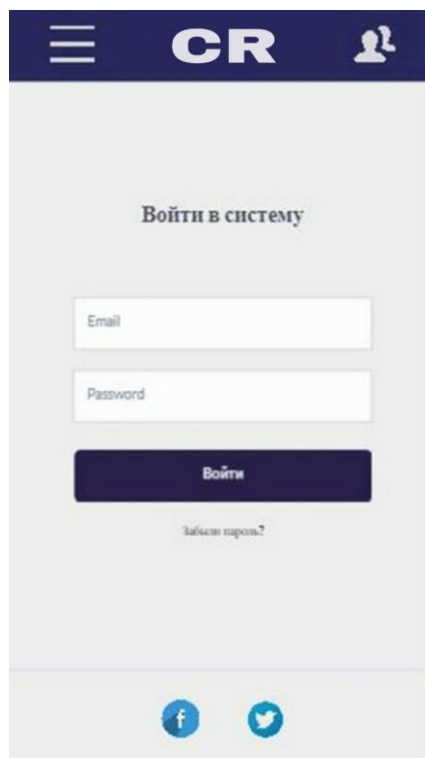 CR
Войти в систему
Email
Password
Войти
Забыли пароль?